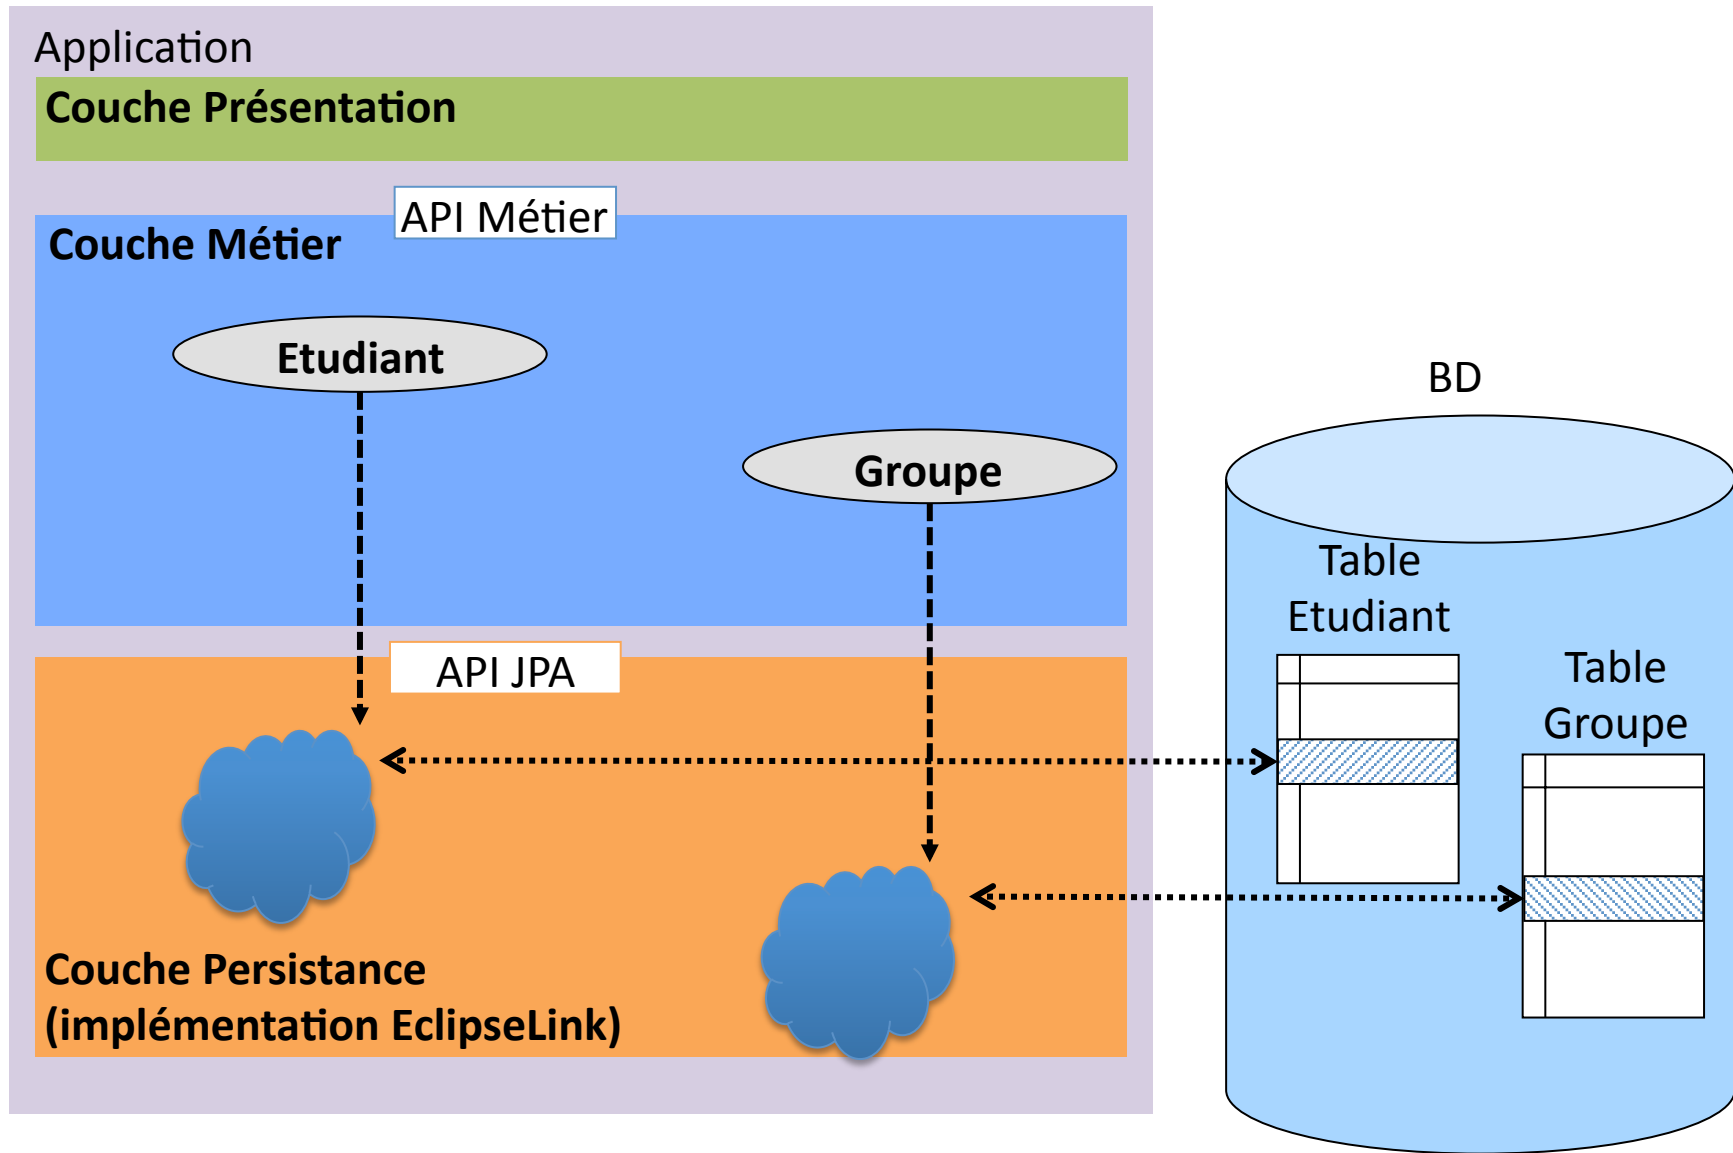 Application
Couche Présentation
API Métier
Couche Métier
Etudiant
Groupe
API JPA
Couche Persistance
(implémentation EclipseLink)
BD
Table
Etudiant
Table
Groupe